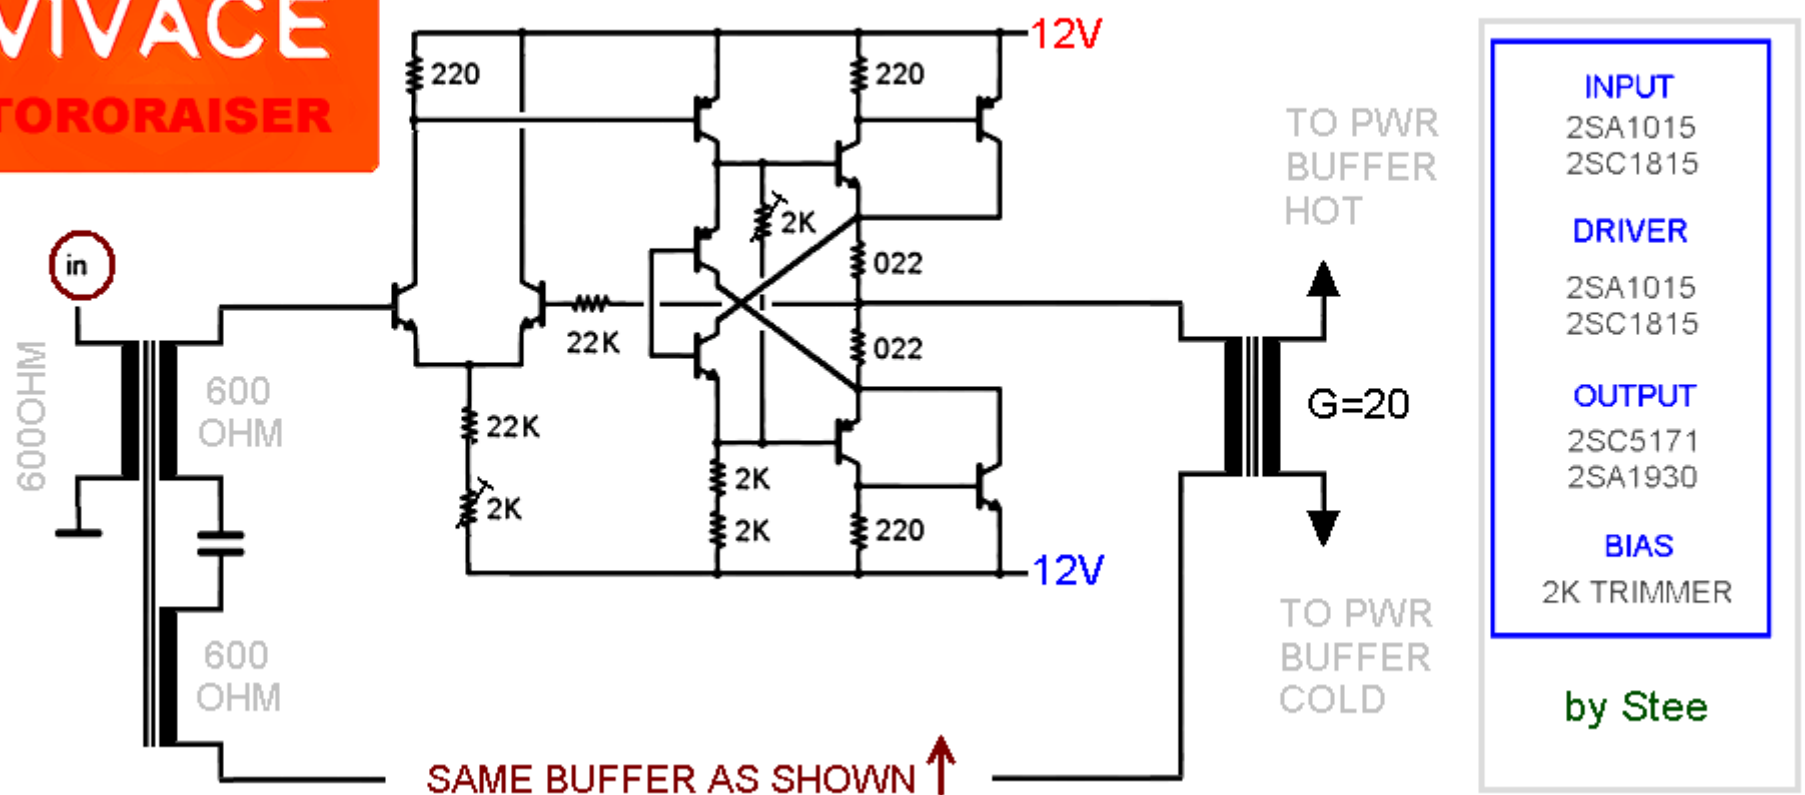 VIVACE
TORORAISER
12V
220
220
2K
in
022
22K
022
600OHM
600
OHM
22K
2K
2K
2K
220
12V
600
OHM
SAME BUFFER AS SHOWN
TO PWR
BUFFER
HOT
G=20
TO PWR
BUFFER
COLD
INPUT
2SA1015
2SC1815
DRIVER
2SA1015
2SC1815
OUTPUT
2SC5171
2SA1930
BIAS
2K TRIMMER
by Stee